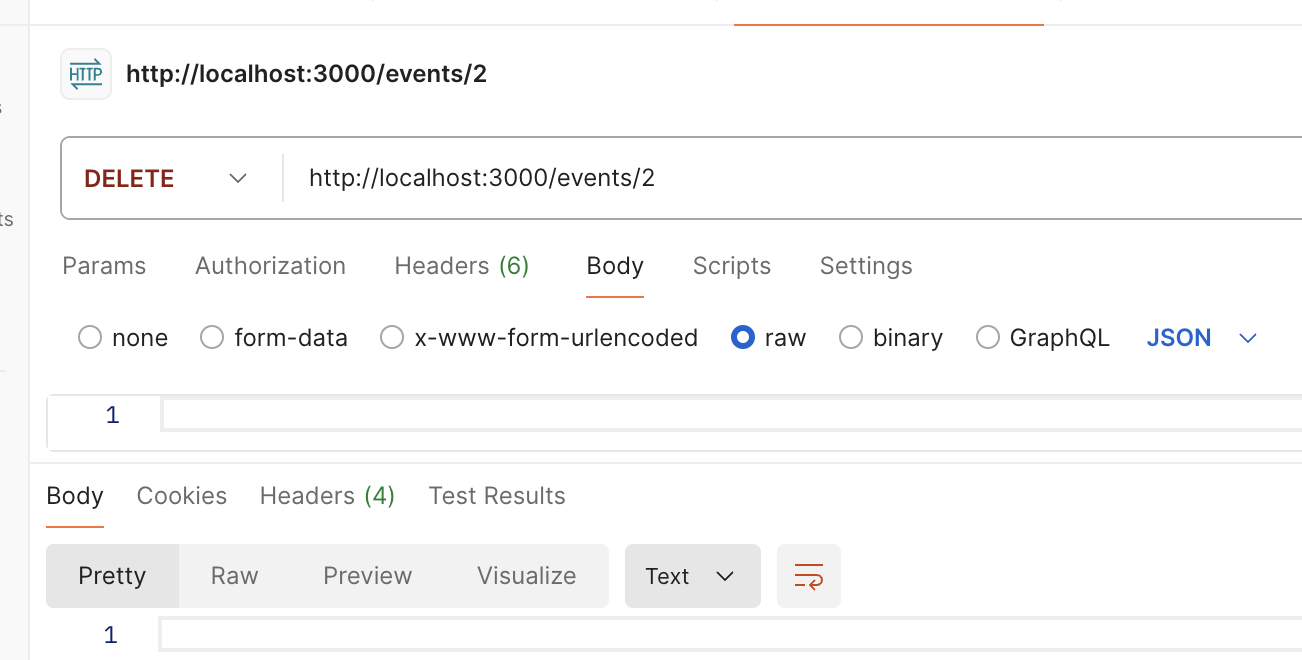 HTTP http://localhost:3000/events/2
DELETE http://localhost:3000/events/2
ts
Params Authorization Headers (6) Body Scripts Settings
none form-data x-www-form-urlencoded raw binary GraphQL JSON
1
Body Cookies Headers (4) Test Results
Pretty Raw Preview Visualize Text
1